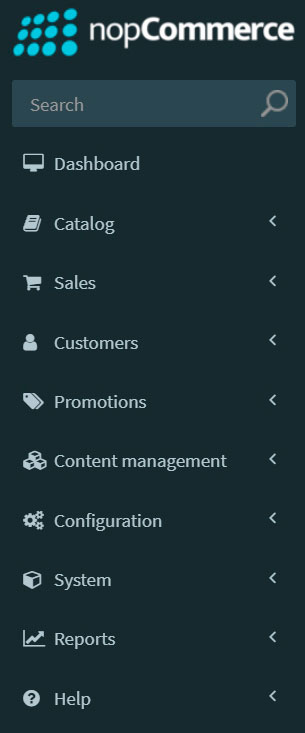 nopCommerce
Search
Dashboard
Catalog
Sales
Customers
Promotions
Content management
Configuration
System
Reports
Help